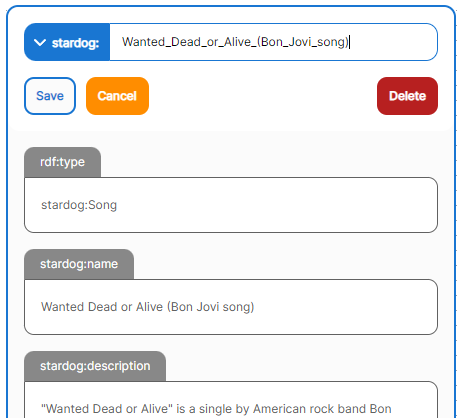 stardog: Wanted_Dead_or_Alive_(Bon_Jovi_song)
Save Cancel Delete
rdf:type
stardog:Song
stardog:name
Wanted Dead or Alive (Bon Jovi song)
stardog:description
"Wanted Dead or Alive" is a single by American rock band Bon